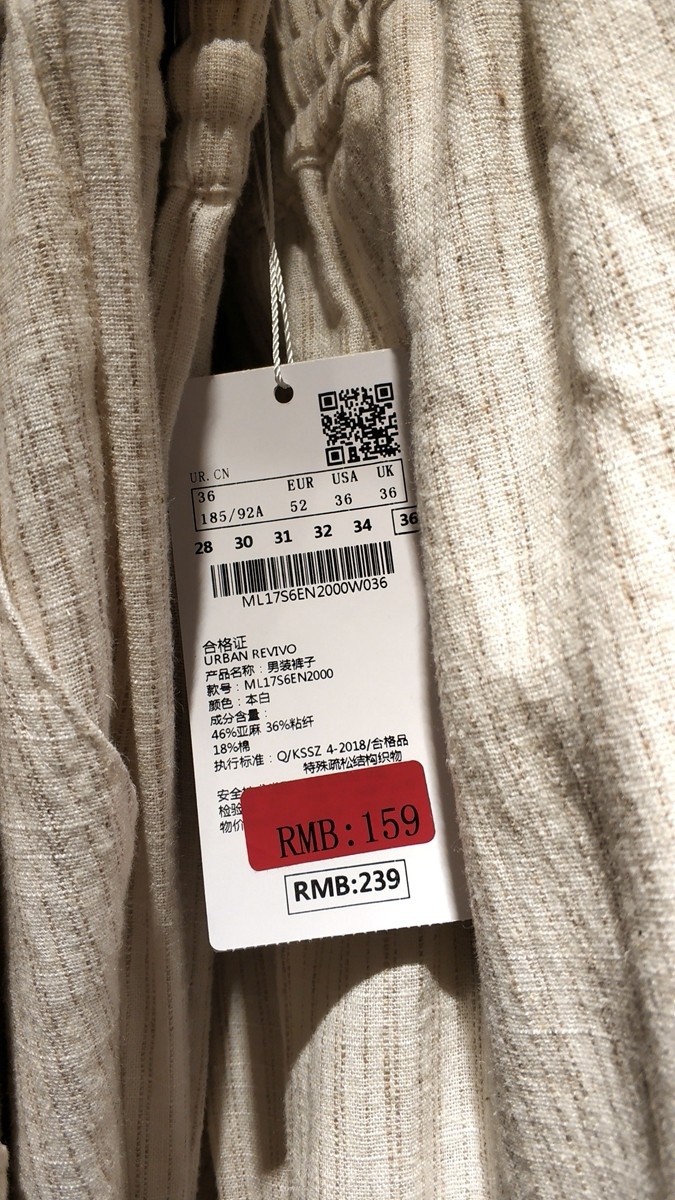 UR.CN
36 EUR USA UK
185/92A 52 36 36
28 30 31 32 34 36
ML17S6EN2000W036
合格证
URBAN REVIVO
产品名称：男装裤子
款号：ML17S6EN2000
颜色：本白
成分含量：
46%亚麻 36%粘纤
18%棉
执行标准：Q/KSSZ 4-2018/合格品
特殊疏松结构织物
安全
检验
物价
RMB:159
RMB:239